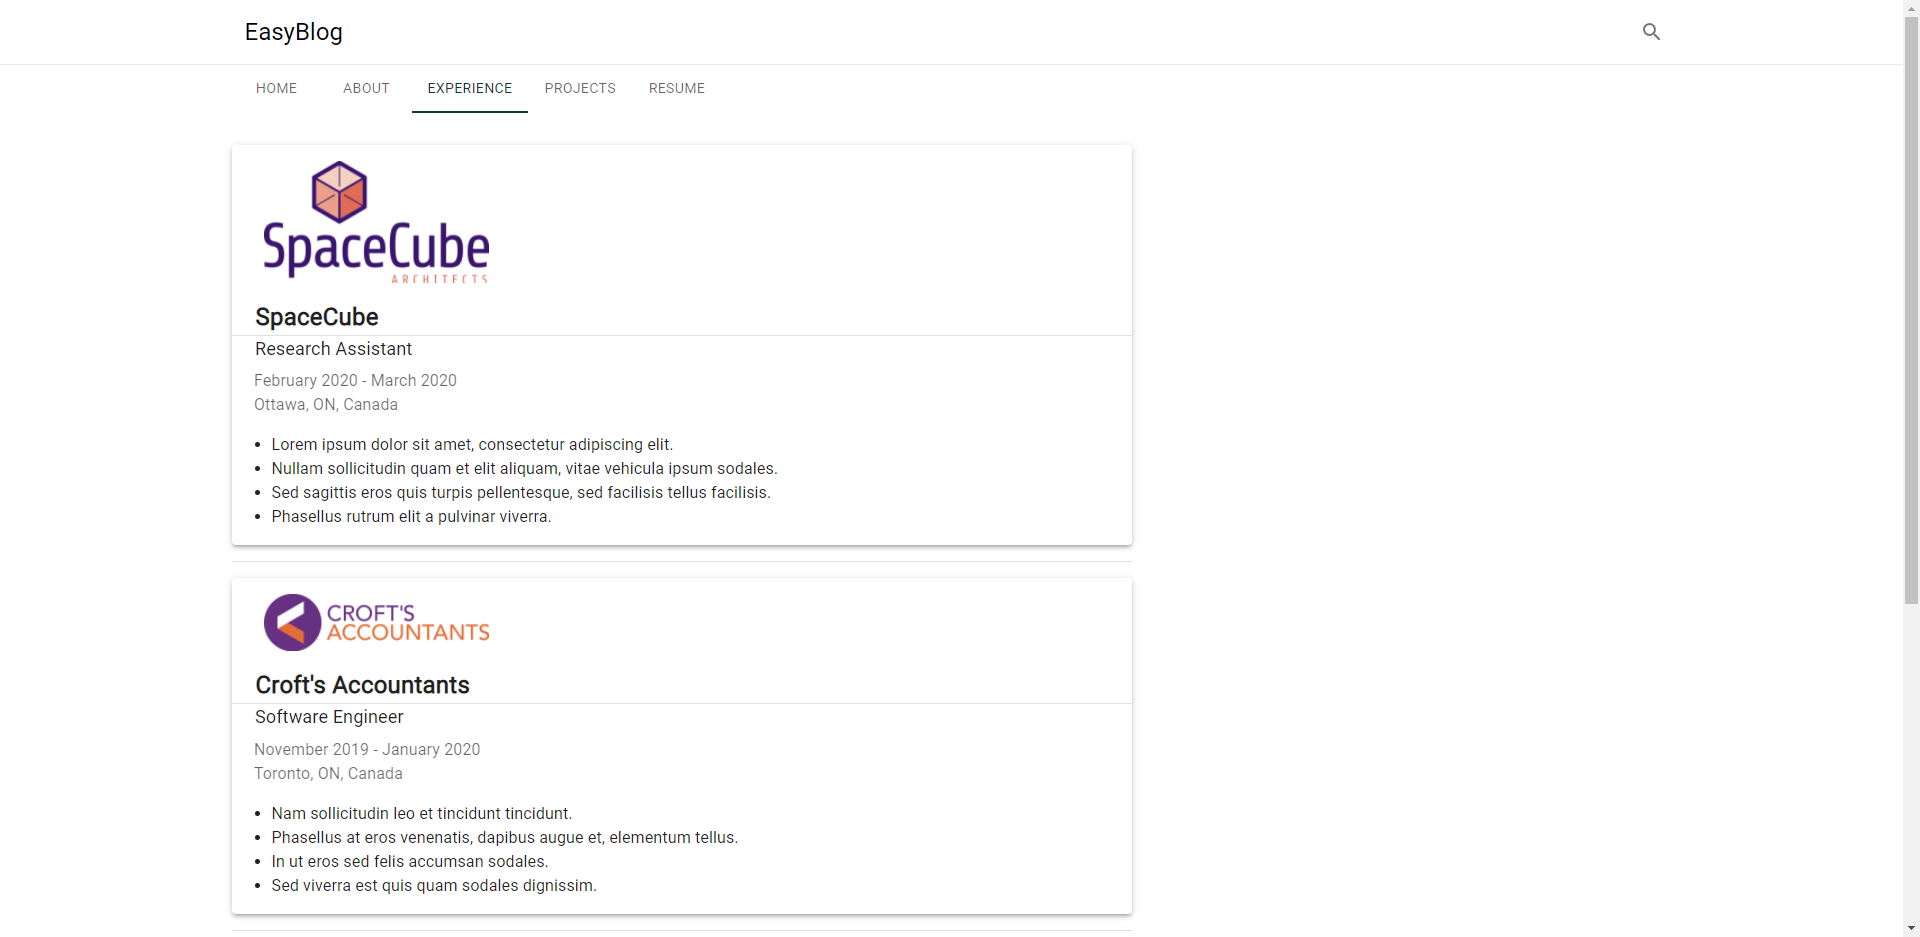 EasyBlog
HOME ABOUT EXPERIENCE PROJECTS RESUME
SpaceCube
ARCHITECTS
SpaceCube
Research Assistant
February 2020 - March 2020
Ottawa, ON, Canada
• Lorem ipsum dolor sit amet, consectetur adipiscing elit.
• Nullam sollicitudin quam et elit aliquam, vitae vehicula ipsum sodales.
• Sed sagittis eros quis turpis pellentesque, sed facilisis tellus facilisis.
• Phasellus rutrum elit a pulvinar viverra.
CROFT'S
ACCOUNTANTS
Croft's Accountants
Software Engineer
November 2019 - January 2020
Toronto, ON, Canada
• Nam sollicitudin leo et tincidunt tincidunt.
• Phasellus at eros venenatis, dapibus augue et, elementum tellus.
• In ut eros sed felis accumsan sodales.
• Sed viverra est quis quam sodales dignissim.